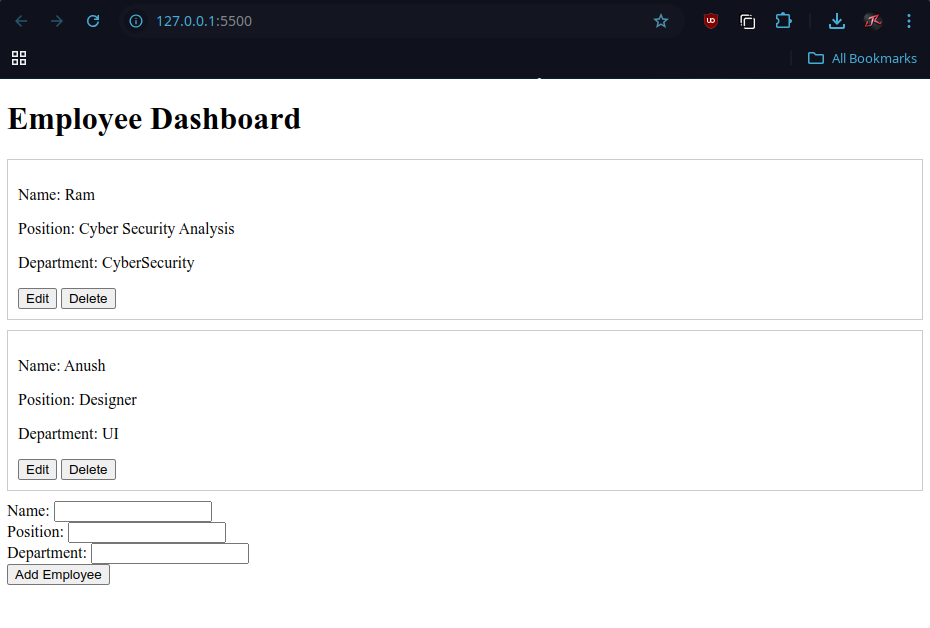 127.0.0.1:5500
UD
All Bookmarks
Employee Dashboard
Name: Ram
Position: Cyber Security Analysis
Department: CyberSecurity
Edit Delete
Name: Anush
Position: Designer
Department: UI
Edit Delete
Name:
Position:
Department:
Add Employee